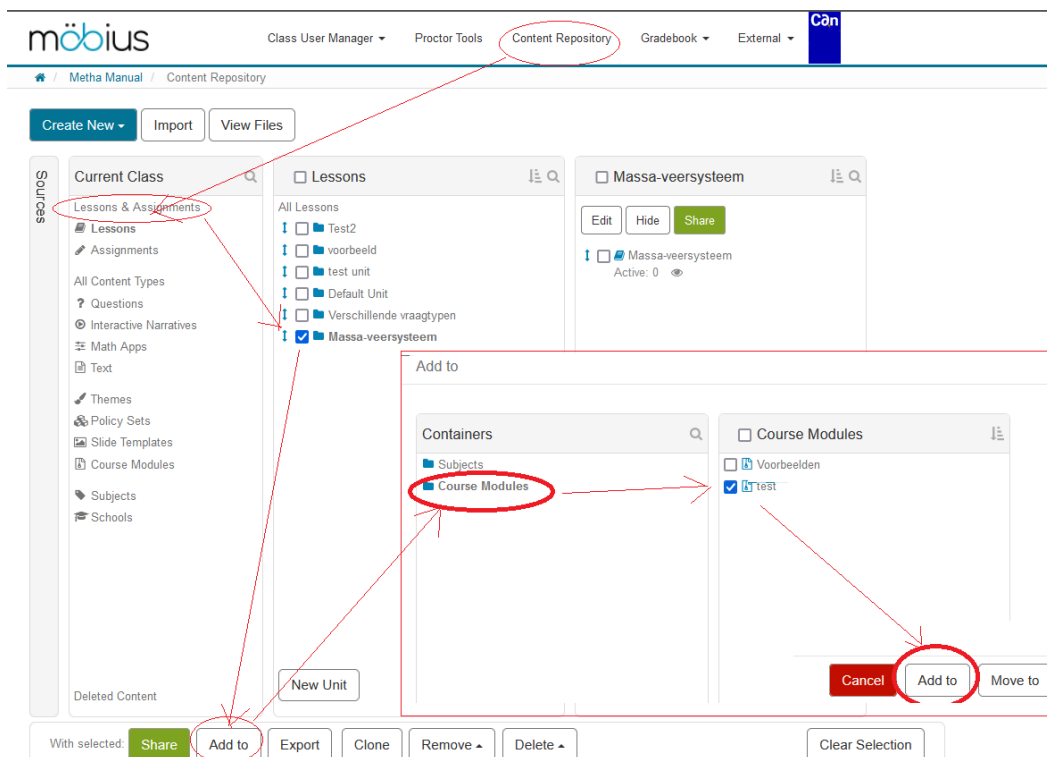 möbius
Class User Manager
Proctor Tools
Content Repository
Gradebook
External
Càn
/ Metha Manual / Content Repository
Create New
Import
View Files
Sources
Current Class
Lessons & Assignments
Lessons
Assignments
All Content Types
? Questions
Interactive Narratives
Math Apps
Text
Themes
Policy Sets
Slide Templates
Course Modules
Subjects
Schools
Deleted Content
Lessons
All Lessons
Test2
voorbeeld
test unit
Default Unit
Verschillende vraagtypen
Massa-veersysteem
New Unit
Massa-veersysteem
Edit
Hide
Share
Massa-veersysteem
Active: 0
Add to
Containers
Subjects
Course Modules
Course Modules
Voorbeelden
test
Cancel
Add to
Move to
With selected:
Share
Add to
Export
Clone
Remove
Delete
Clear Selection